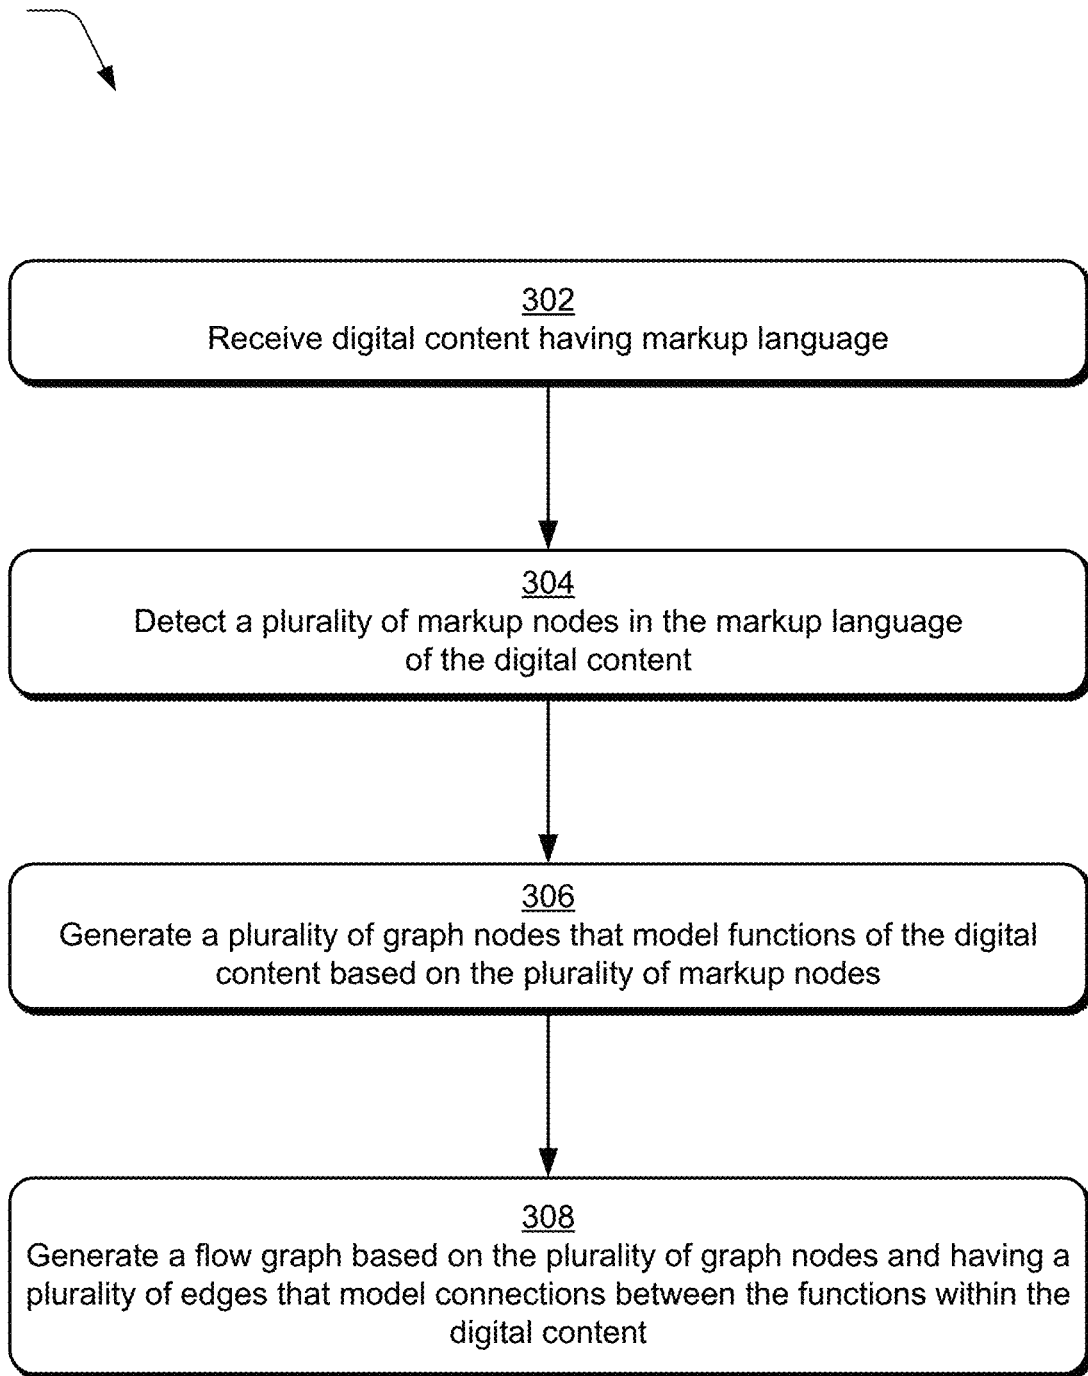 302
Receive digital content having markup language
304
Detect a plurality of markup nodes in the markup language
of the digital content
306
Generate a plurality of graph nodes that model functions of the digital
content based on the plurality of markup nodes
308
Generate a flow graph based on the plurality of graph nodes and having a
plurality of edges that model connections between the functions within the
digital content